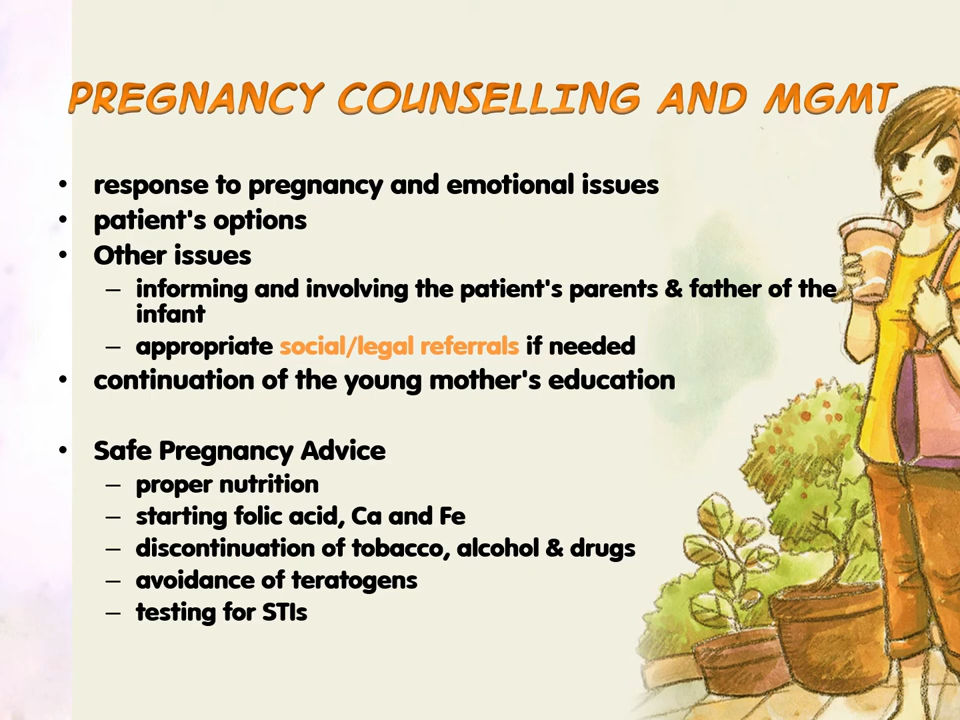 PREGNANCY COUNSELLING AND MGMT
• response to pregnancy and emotional issues
• patient's options
• Other issues
– informing and involving the patient's parents & father of the
infant
– appropriate social/legal referrals if needed
• continuation of the young mother's education
• Safe Pregnancy Advice
– proper nutrition
– starting folic acid, Ca and Fe
– discontinuation of tobacco, alcohol & drugs
– avoidance of teratogens
– testing for STIs